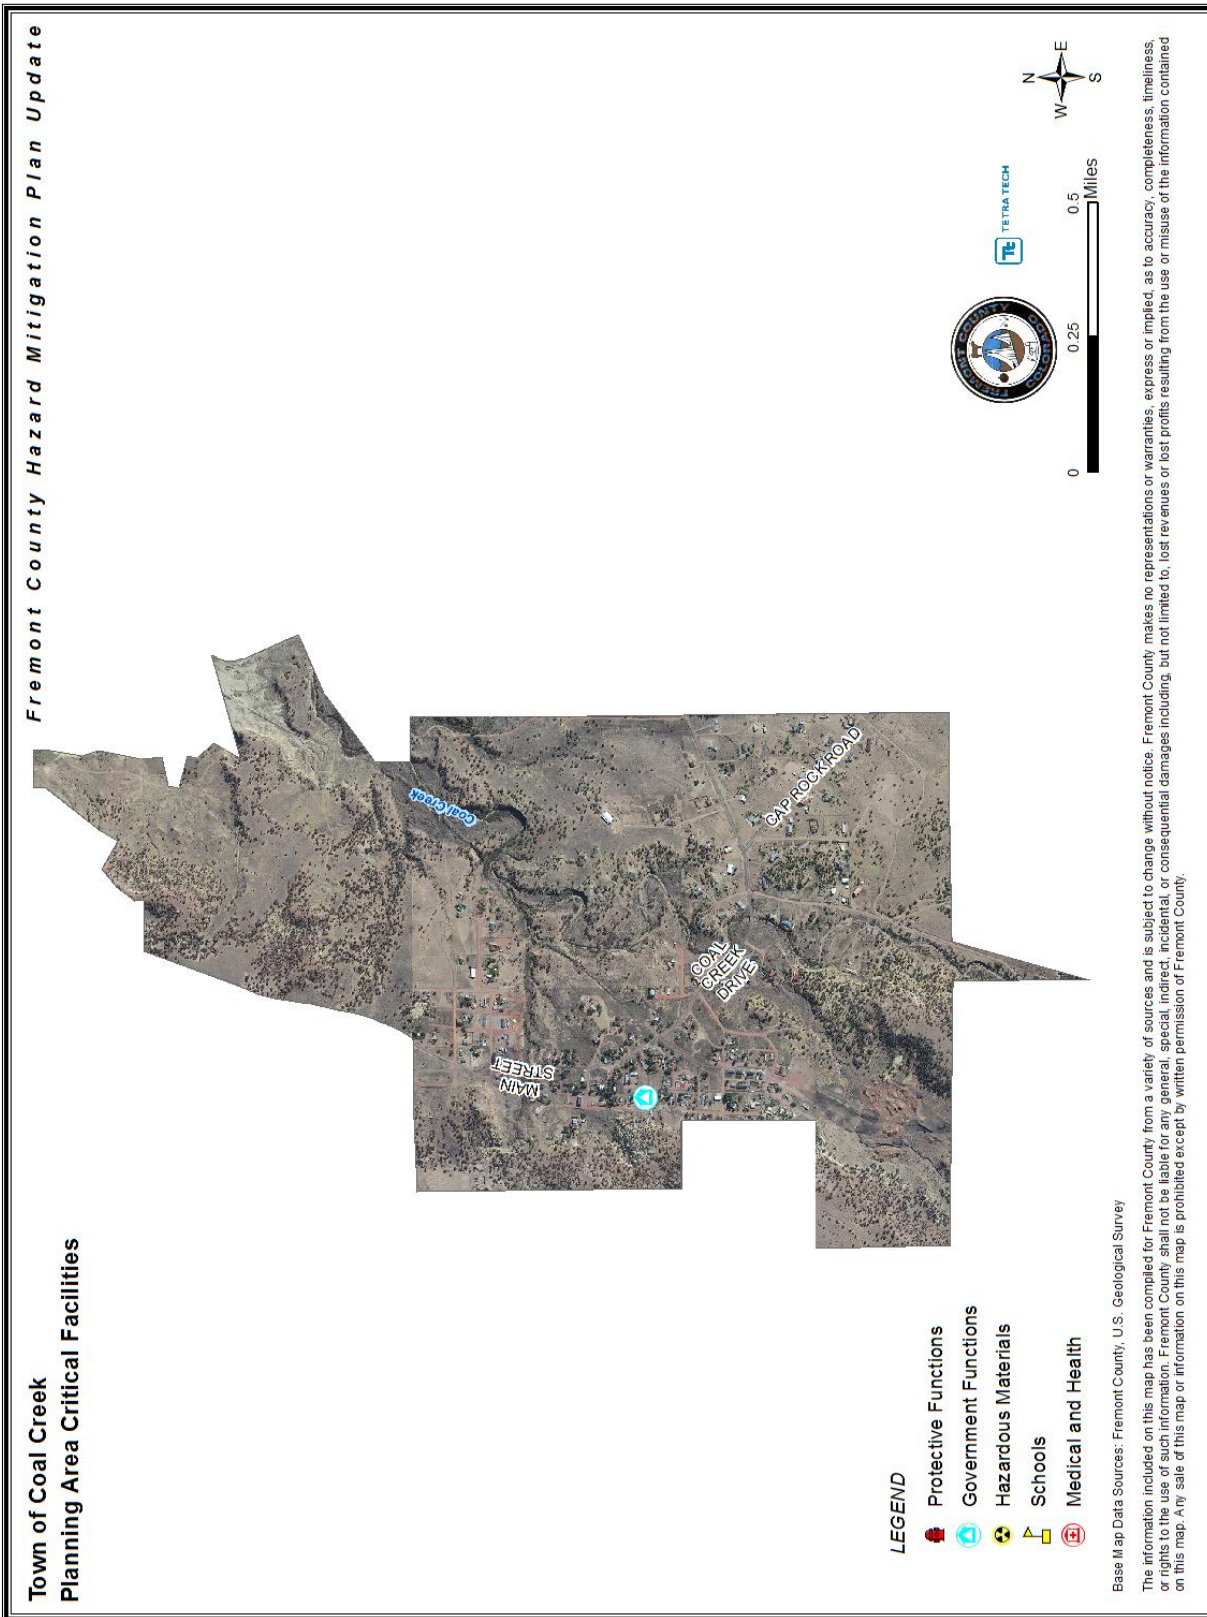 Town of Coal Creek
Planning Area Critical Facilities
Fremont County Hazard Mitigation Plan Update
Coal Creek
MAIN
STREET
COAL
CREEK
DRIVE
CAP ROCK ROAD
LEGEND
Protective Functions
Government Functions
Hazardous Materials
Schools
Medical and Health
FREMONT COUNTY
COLORADO
Tt TETRA TECH
N
W
E
S
0
0.25
0.5
Miles
Base Map Data Sources: Fremont County, U.S. Geological Survey
The information included on this map has been compiled for Fremont County from a variety of sources and is subject to change without notice. Fremont County makes no representations or warranties, express or implied, as to accuracy, completeness, timeliness,
or rights to the use of such information. Fremont County shall not be liable for any general, special, indirect, incidental, or consequential damages including, but not limited to, lost revenues or lost profits resulting from the use or misuse of the information contained
on this map. Any sale of this map or information on this map is prohibited except by written permission of Fremont County.